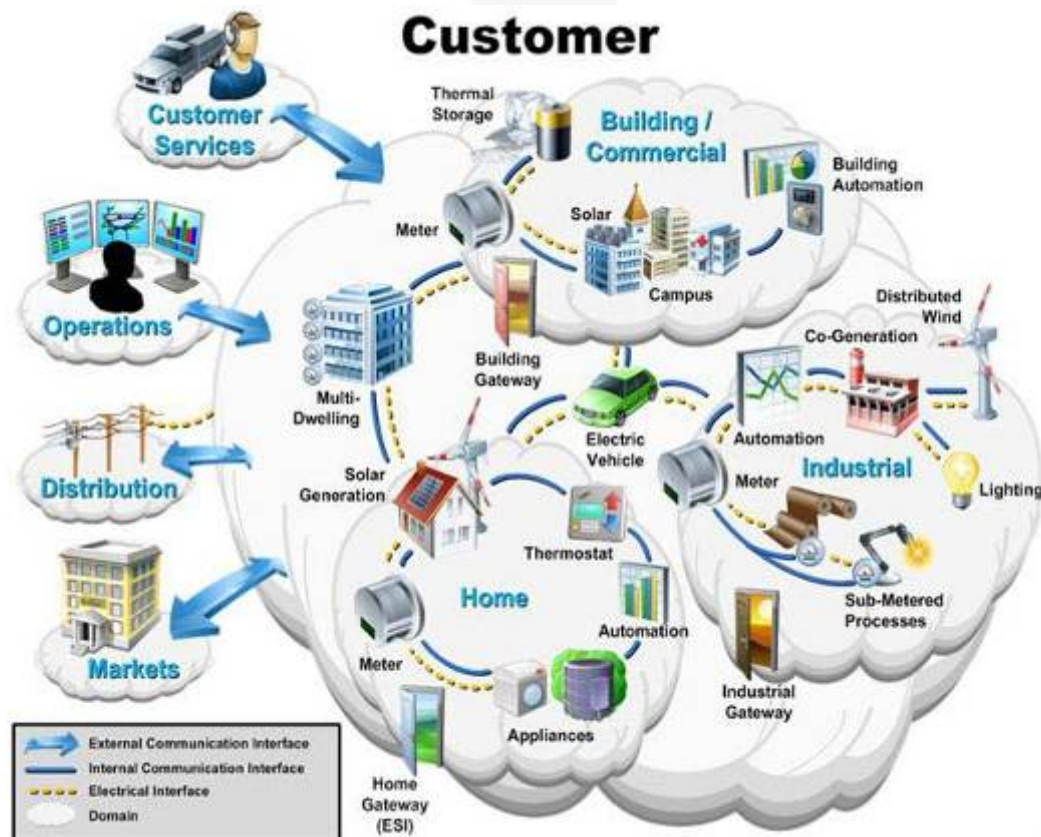 Customer
Customer
Services
Thermal
Storage
Building /
Commercial
Building
Automation
Meter
Solar
Campus
Operations
Distributed
Wind
Co-Generation
Building
Gateway
Multi-
Dwelling
Electric
Vehicle
Automation
Industrial
Meter
Lighting
Distribution
Solar
Generation
Thermostat
Sub-Metered
Processes
Home
Automation
Meter
Markets
Industrial
Gateway
Appliances
Home
Gateway
(ESI)
External Communication Interface
Internal Communication Interface
Electrical Interface
Domain